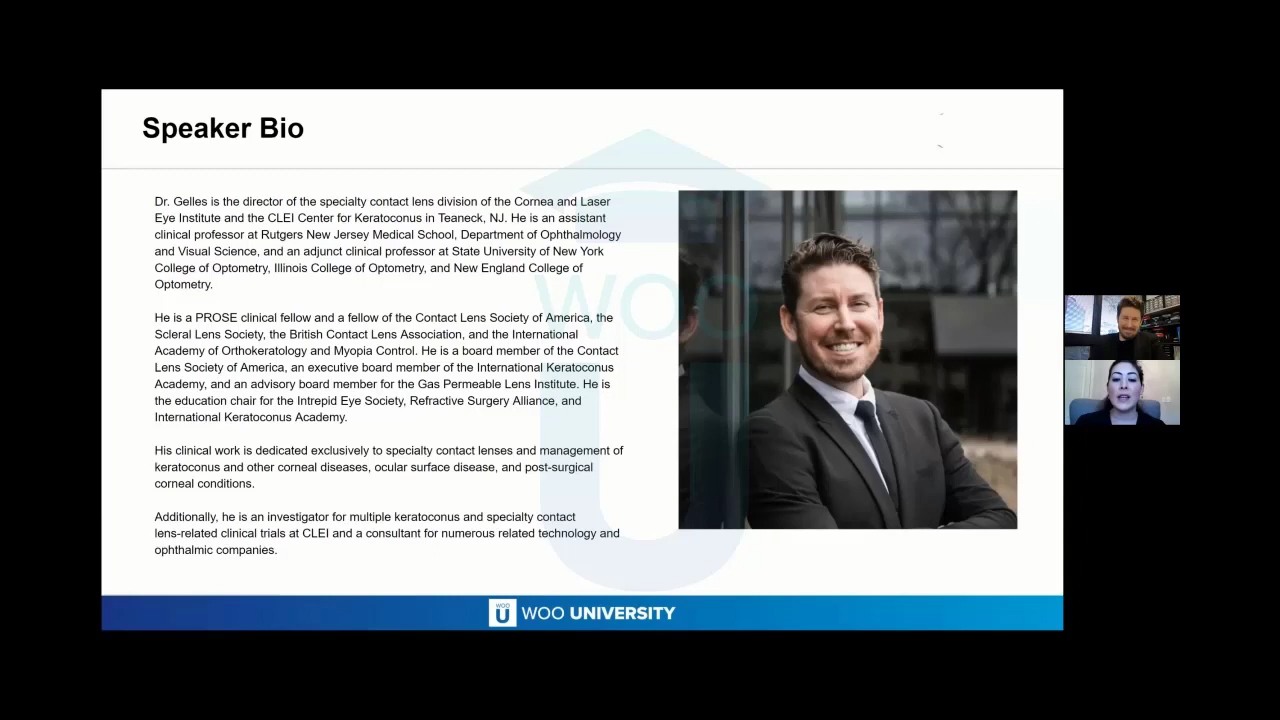 Speaker Bio
Dr. Gelles is the director of the specialty contact lens division of the Cornea and Laser
Eye Institute and the CLEI Center for Keratoconus in Teaneck, NJ. He is an assistant
clinical professor at Rutgers New Jersey Medical School, Department of Ophthalmology
and Visual Science, and an adjunct clinical professor at State University of New York
College of Optometry, Illinois College of Optometry, and New England College of
Optometry.
He is a PROSE clinical fellow and a fellow of the Contact Lens Society of America, the
Scleral Lens Society, the British Contact Lens Association, and the International
Academy of Orthokeratology and Myopia Control. He is a board member of the Contact
Lens Society of America, an executive board member of the International Keratoconus
Academy, and an advisory board member for the Gas Permeable Lens Institute. He is
the education chair for the Intrepid Eye Society, Refractive Surgery Alliance, and
International Keratoconus Academy.
His clinical work is dedicated exclusively to specialty contact lenses and management of
keratoconus and other corneal diseases, ocular surface disease, and post-surgical
corneal conditions.
Additionally, he is an investigator for multiple keratoconus and specialty contact
lens-related clinical trials at CLEI and a consultant for numerous related technology and
ophthalmic companies.
WOO
WOO
U
WOO UNIVERSITY